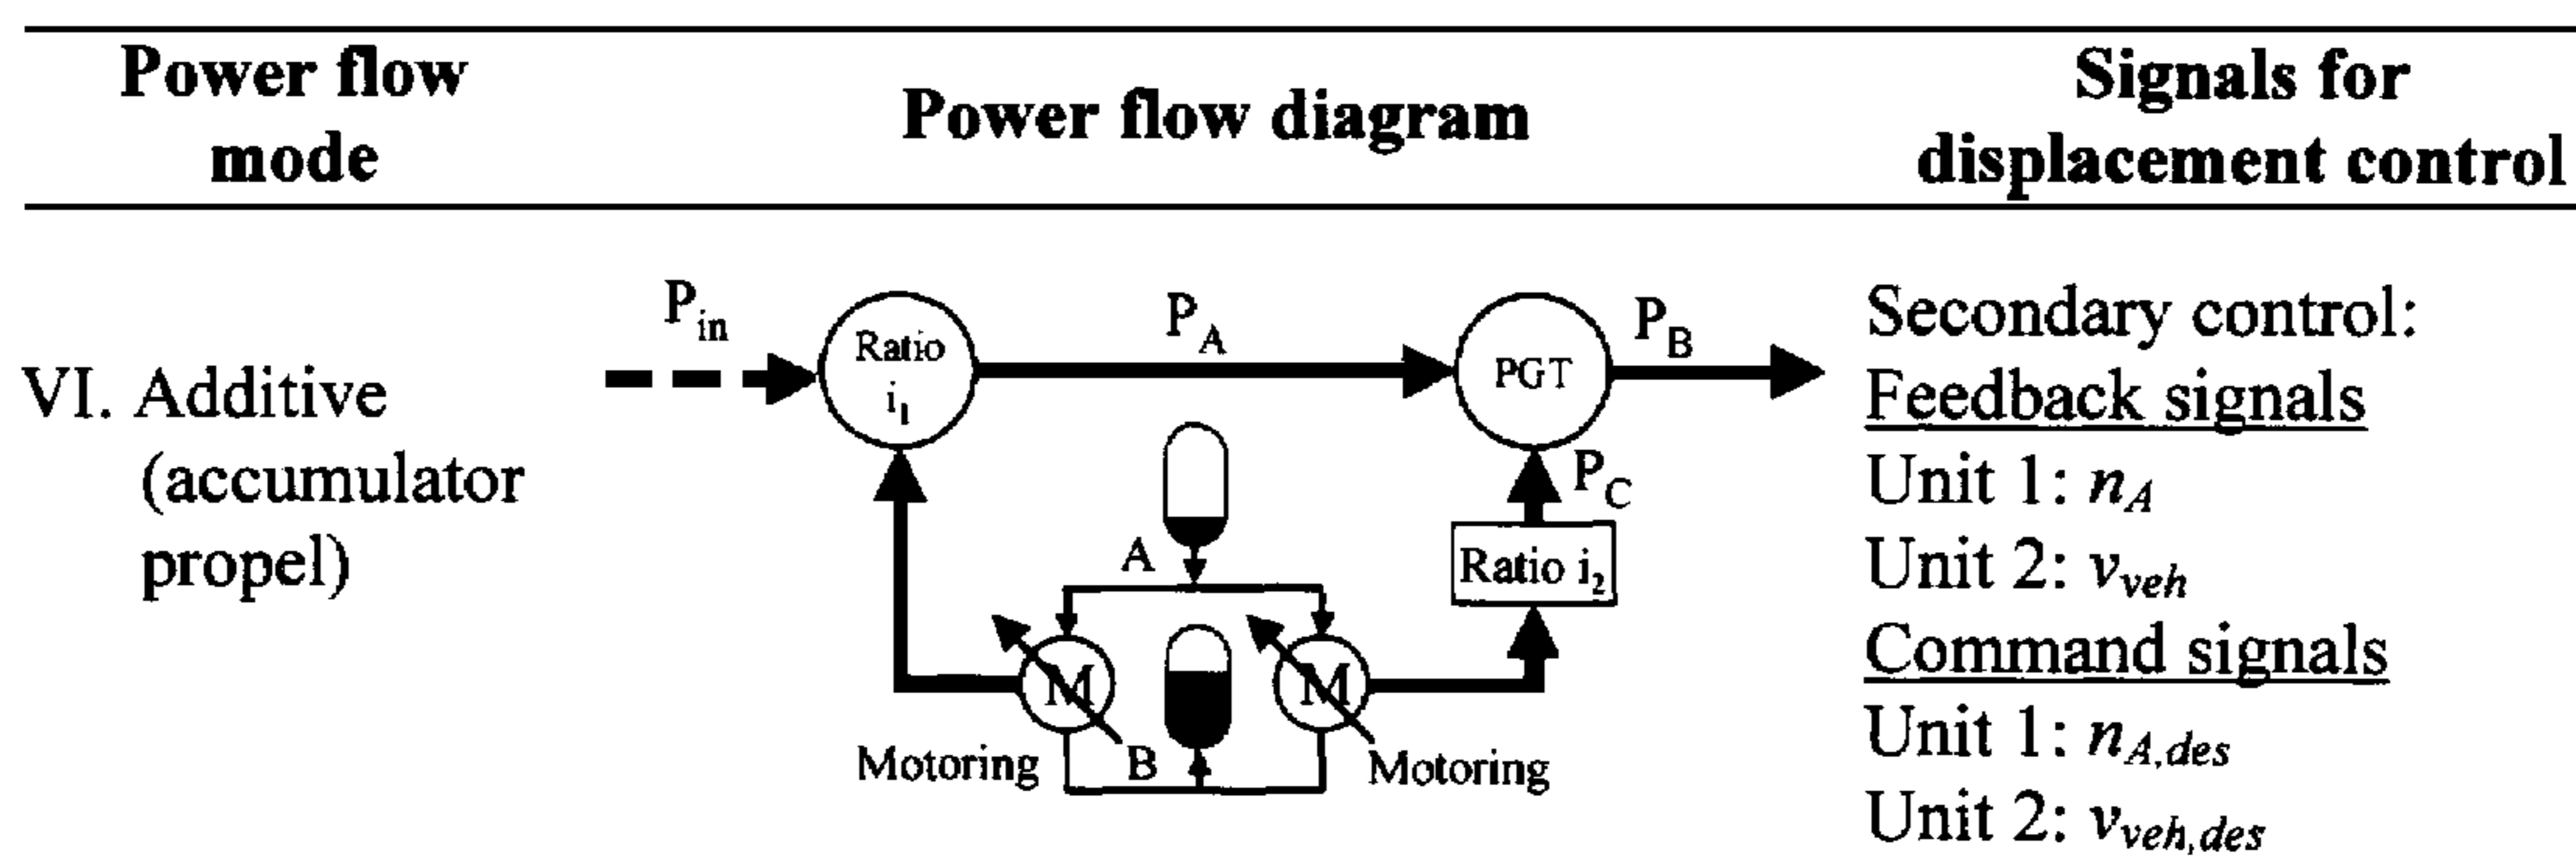 Power flow
mode
Power flow diagram
Signals for
displacement control
VI. Additive
(accumulator
propel)
P_in
Ratio
i_1
P_A
PGT
P_B
P_C
Ratio i_2
A
M
M
B
Motoring
Motoring
Secondary control:
Feedback signals
Unit 1: n_A
Unit 2: v_veh
Command signals
Unit 1: n_A,des
Unit 2: v_veh,des